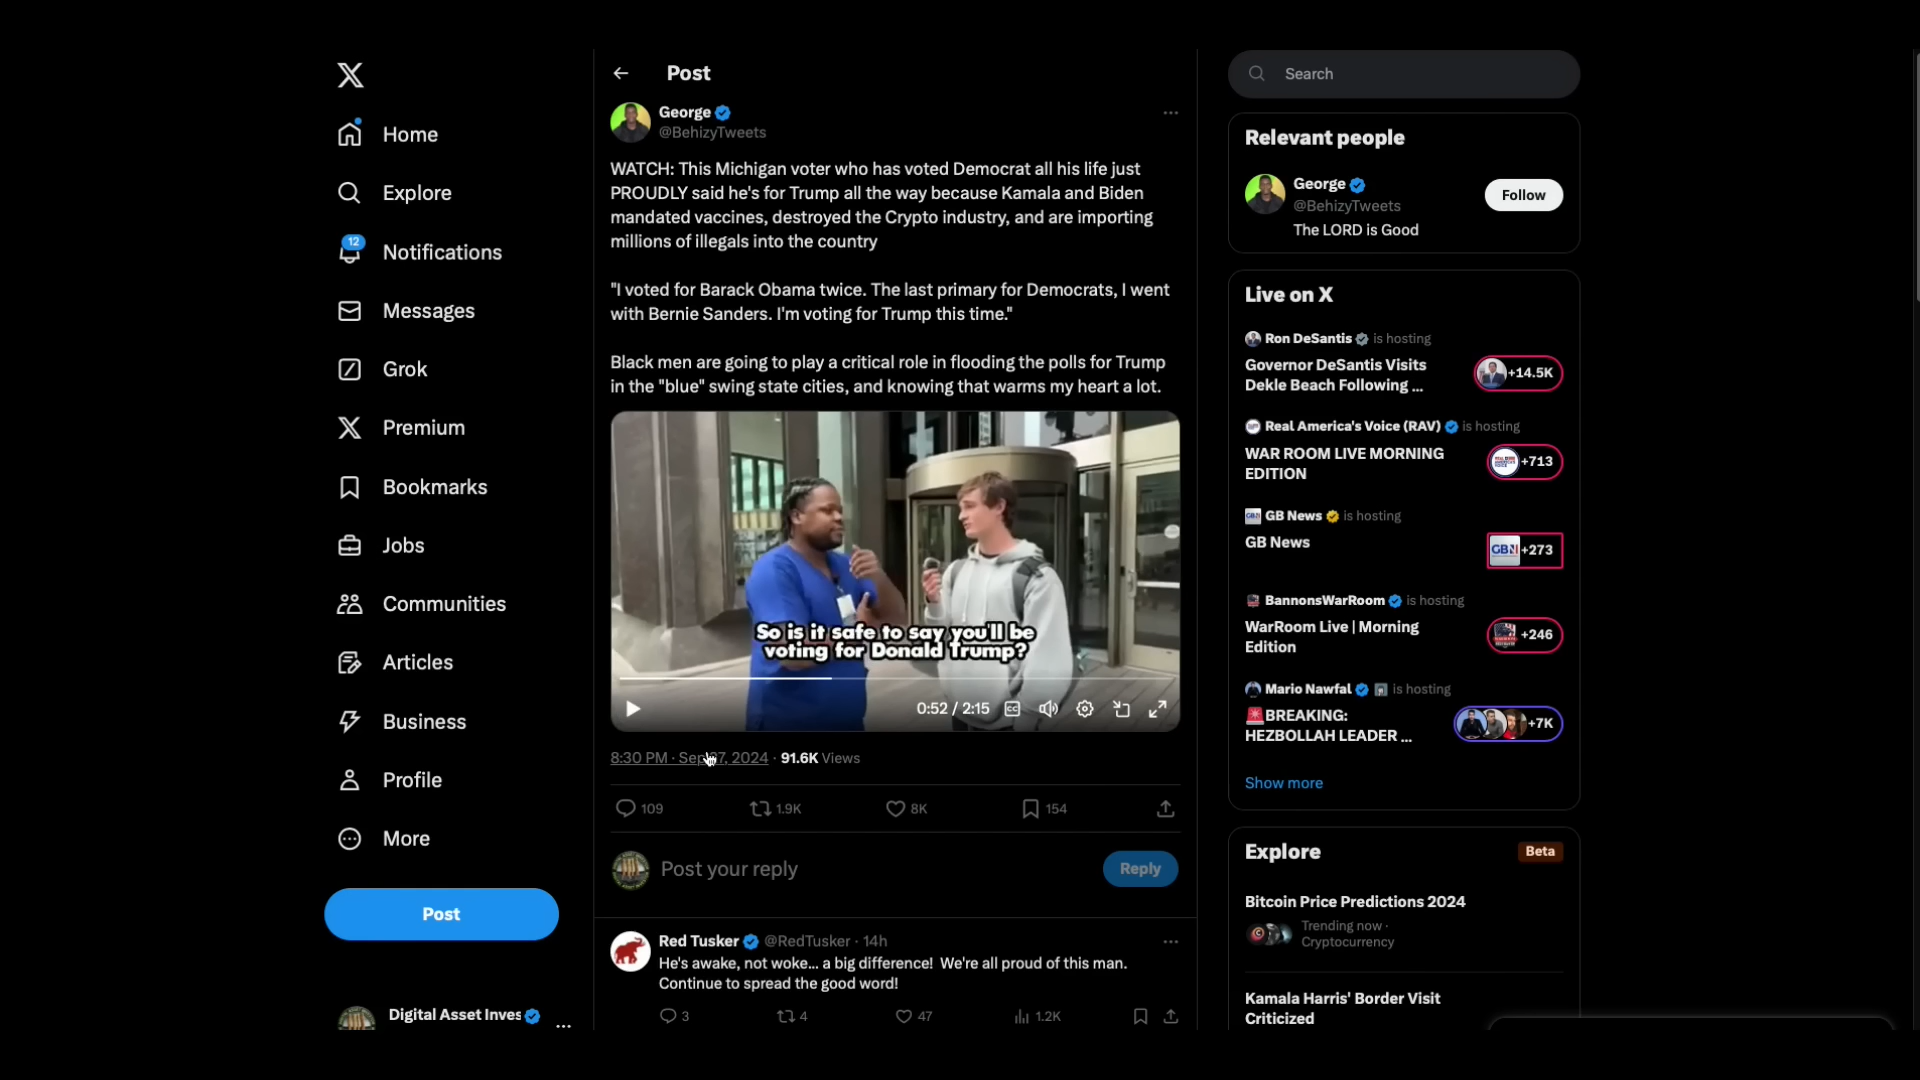 Home
Explore
12
Notifications
Messages
Grok
Premium
Bookmarks
Jobs
Communities
Articles
Business
Profile
More
Post
Digital Asset Inves
Post
George
@BehizyTweets
WATCH: This Michigan voter who has voted Democrat all his life just
PROUDLY said he's for Trump all the way because Kamala and Biden
mandated vaccines, destroyed the Crypto industry, and are importing
millions of illegals into the country
"I voted for Barack Obama twice. The last primary for Democrats, I went
with Bernie Sanders. I'm voting for Trump this time."
Black men are going to play a critical role in flooding the polls for Trump
in the "blue" swing state cities, and knowing that warms my heart a lot.
So is it safe to say you'll be
voting for Donald Trump?
0:52 / 2:15
8:30 PM · Sep 27, 2024 · 91.6K Views
109 1.9K 8K 154
Post your reply
Reply
Red Tusker @RedTusker · 14h
He's awake, not woke... a big difference! We're all proud of this man.
Continue to spread the good word!
3 4 47 1.2K
Search
Relevant people
George
@BehizyTweets
Follow
The LORD is Good
Live on X
Ron DeSantis is hosting
Governor DeSantis Visits
Dekle Beach Following ...
+14.5K
Real America's Voice (RAV) is hosting
WAR ROOM LIVE MORNING
EDITION
+713
GB News is hosting
GB News
GBN +273
BannonsWarRoom is hosting
WarRoom Live | Morning
Edition
+246
Mario Nawfal is hosting
🚨BREAKING:
HEZBOLLAH LEADER ...
+7K
Show more
Explore
Beta
Bitcoin Price Predictions 2024
Trending now ·
Cryptocurrency
Kamala Harris' Border Visit
Criticized